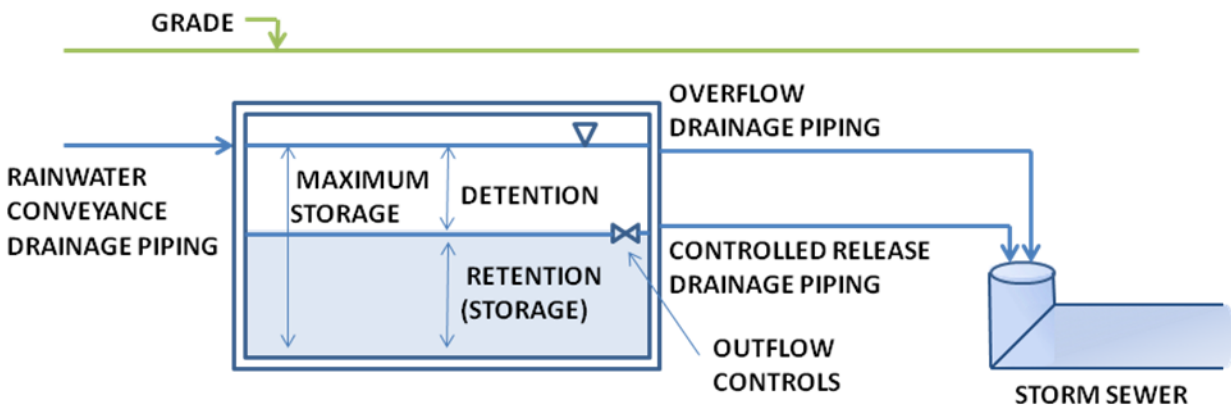 GRADE
OVERFLOW
DRAINAGE PIPING
RAINWATER
CONVEYANCE
DRAINAGE PIPING
MAXIMUM
STORAGE
DETENTION
CONTROLLED RELEASE
DRAINAGE PIPING
RETENTION
(STORAGE)
OUTFLOW
CONTROLS
STORM SEWER